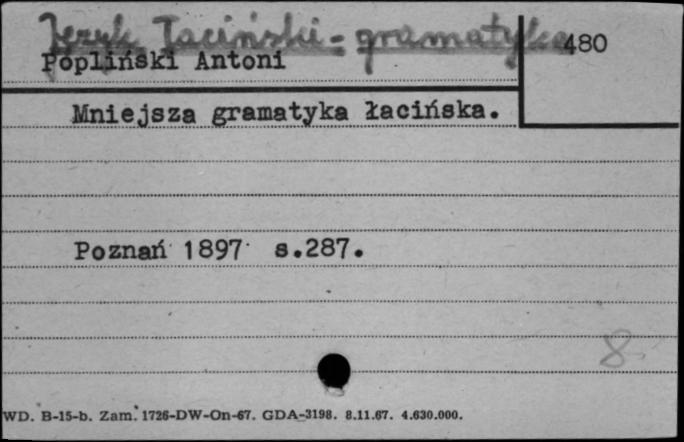 Język Łaciński - gramatyka
480
Popliński Antoni
Mniejsza gramatyka łacińska.
Poznań 1897 s.287.
8
WD. B-15-b. Zam. 1726-DW-On-67. GDA-3198. 8.11.67. 4.630.000.